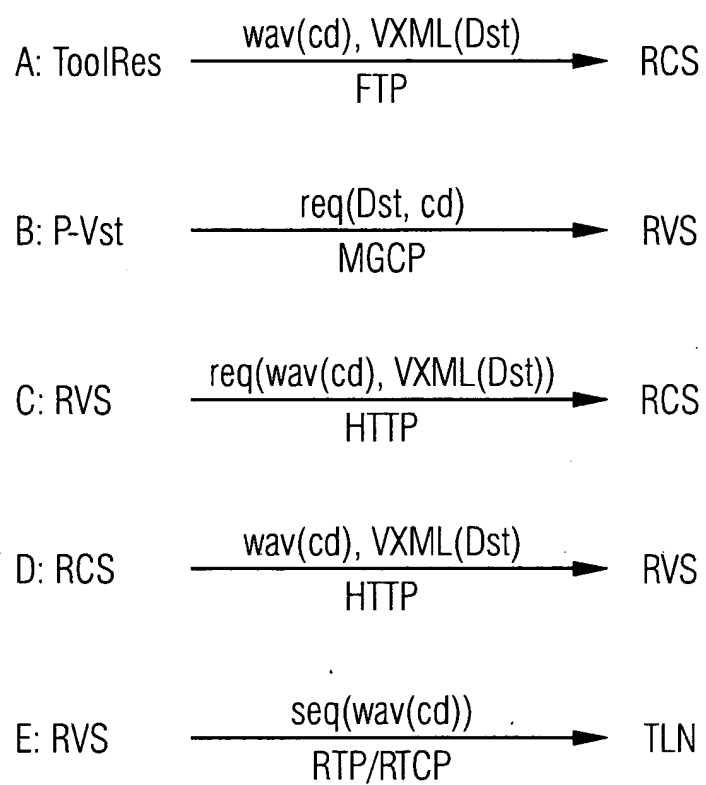 wav(cd), VXML(Dst)
A: ToolRes RCS
FTP
req(Dst, cd)
B: P-Vst RVS
MGCP
req(wav(cd), VXML(Dst))
C: RVS RCS
HTTP
wav(cd), VXML(Dst)
D: RCS RVS
HTTP
seq(wav(cd))
E: RVS TLN
RTP/RTCP